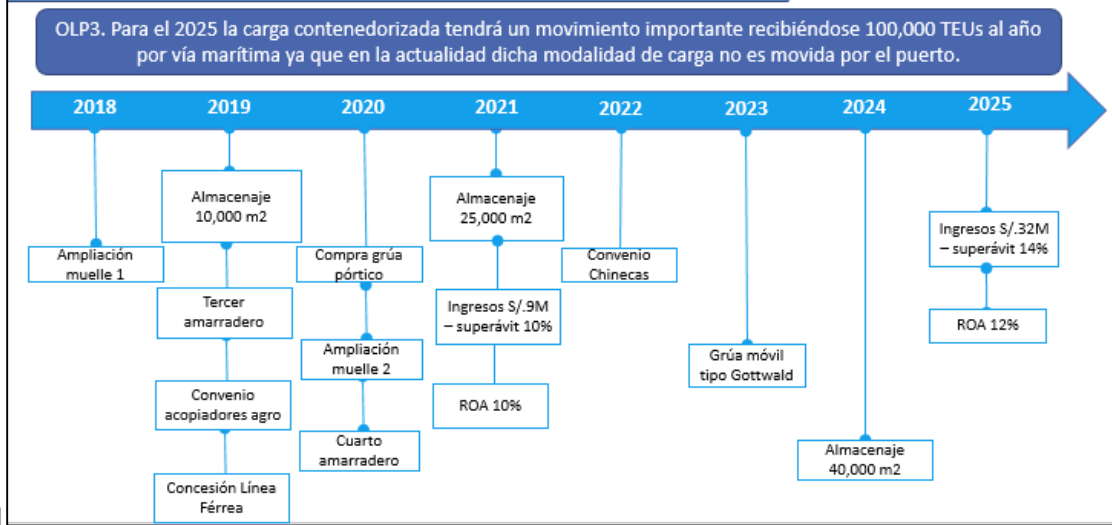 OLP3. Para el 2025 la carga contenedorizada tendrá un movimiento importante recibiéndose 100,000 TEUs al año
por vía marítima ya que en la actualidad dicha modalidad de carga no es movida por el puerto.
2018
2019
2020
2021
2022
2023
2024
2025
Ampliación
muelle 1
Almacenaje
10,000 m2
Tercer
amarradero
Convenio
acopiadores agro
Concesión Línea
Férrea
Compra grúa
pórtico
Ampliación
muelle 2
Cuarto
amarradero
Almacenaje
25,000 m2
Ingresos S/.9M
– superávit 10%
ROA 10%
Convenio
Chinecas
Grúa móvil
tipo Gottwald
Almacenaje
40,000 m2
Ingresos S/.32M
– superávit 14%
ROA 12%